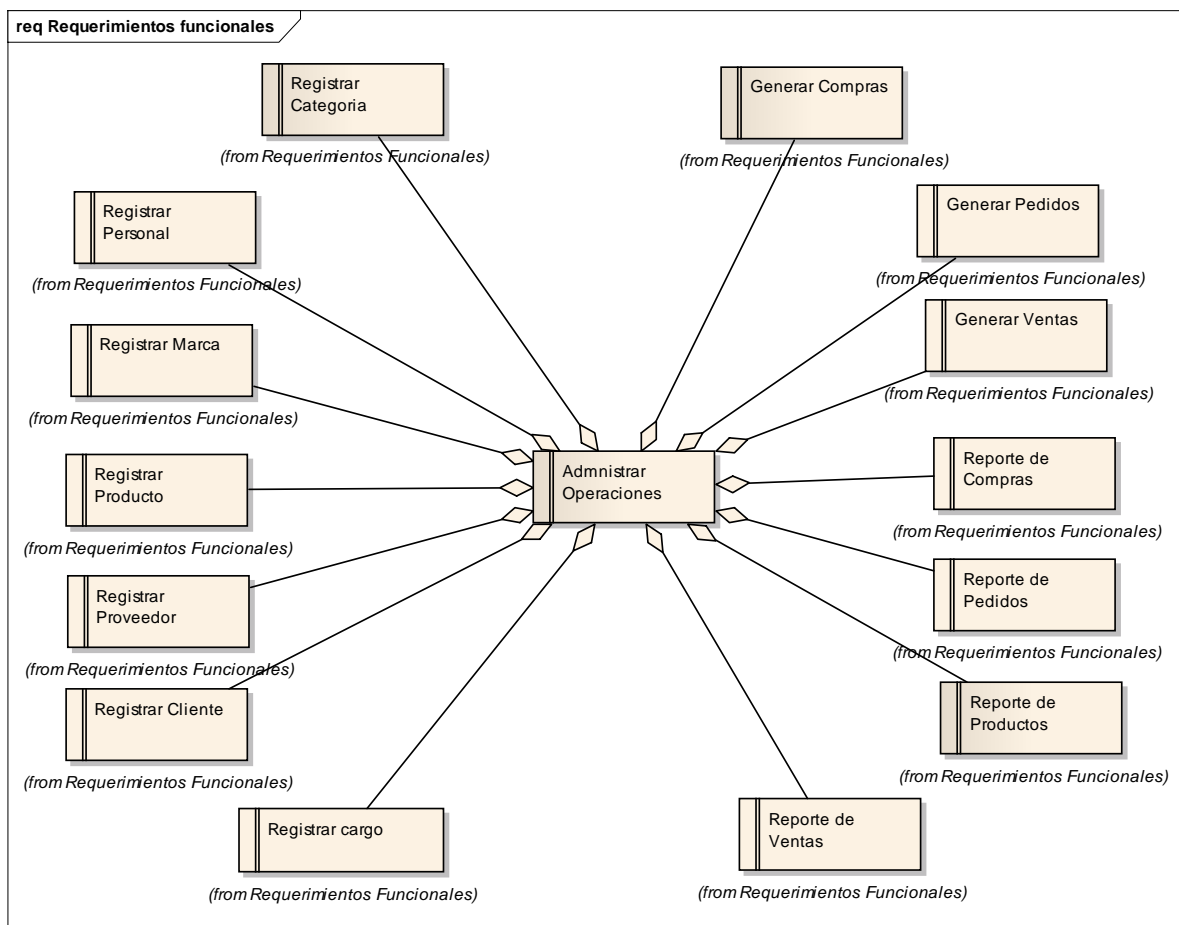 req Requerimientos funcionales
Registrar
Categoria
(from Requerimientos Funcionales)
Generar Compras
(from Requerimientos Funcionales)
Registrar
Personal
(from Requerimientos Funcionales)
Generar Pedidos
(from Requerimientos Funcionales)
Registrar Marca
(from Requerimientos Funcionales)
Generar Ventas
(from Requerimientos Funcionales)
Registrar
Producto
(from Requerimientos Funcionales)
Admnistrar
Operaciones
Reporte de
Compras
(from Requerimientos Funcionales)
Registrar
Proveedor
(from Requerimientos Funcionales)
Reporte de
Pedidos
(from Requerimientos Funcionales)
Registrar Cliente
(from Requerimientos Funcionales)
Reporte de
Productos
(from Requerimientos Funcionales)
Registrar cargo
(from Requerimientos Funcionales)
Reporte de
Ventas
(from Requerimientos Funcionales)